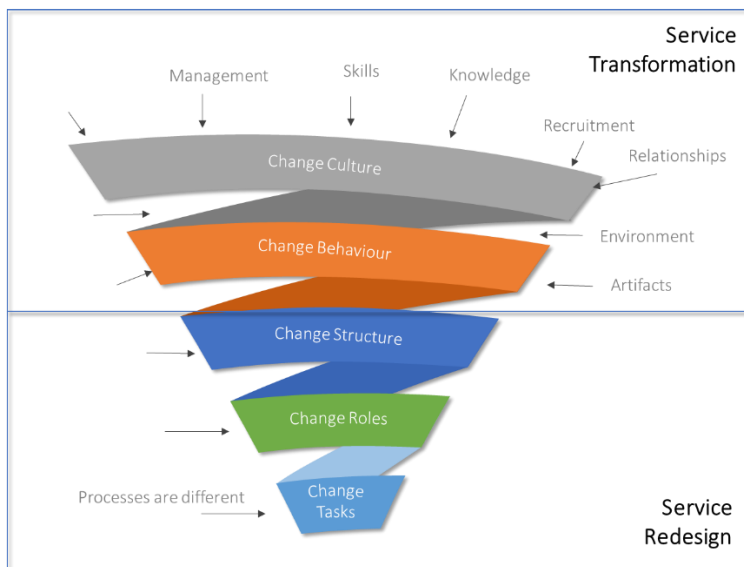 Service
Transformation
Management
Skills
Knowledge
Recruitment
Relationships
Change Culture
Environment
Change Behaviour
Artifacts
Change Structure
Change Roles
Processes are different
Change
Tasks
Service
Redesign